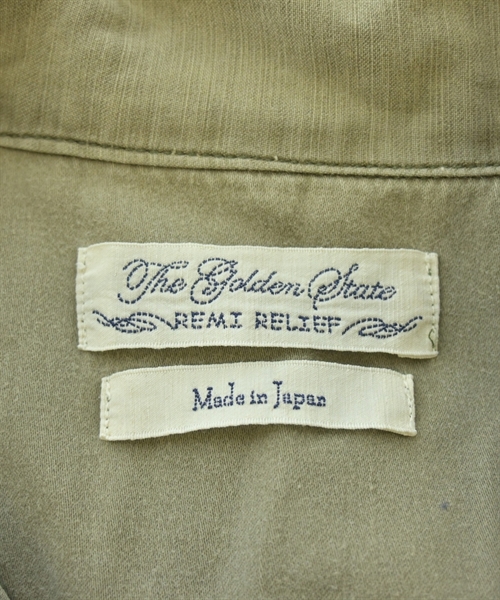 The Golden State
REMI RELIEF
Made in Japan